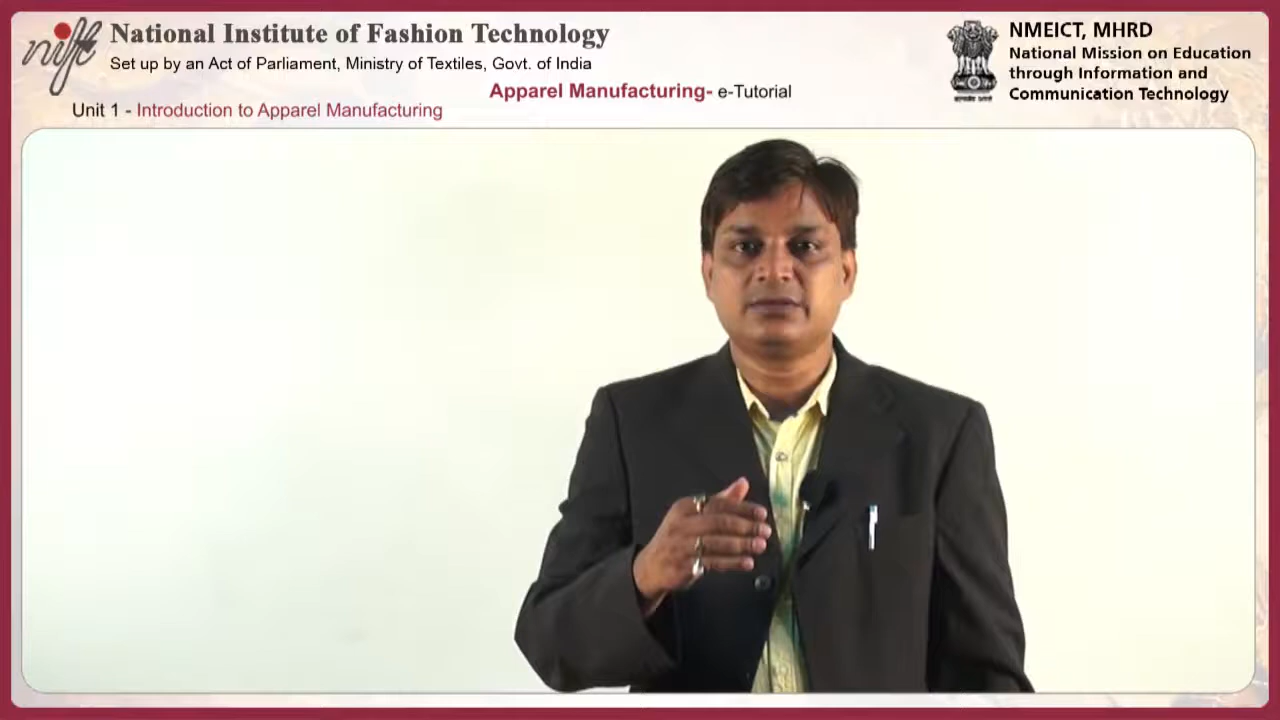 nift
National Institute of Fashion Technology
Set up by an Act of Parliament, Ministry of Textiles, Govt. of India
Apparel Manufacturing- e-Tutorial
Unit 1 - Introduction to Apparel Manufacturing
NMEICT, MHRD
National Mission on Education
through Information and
Communication Technology